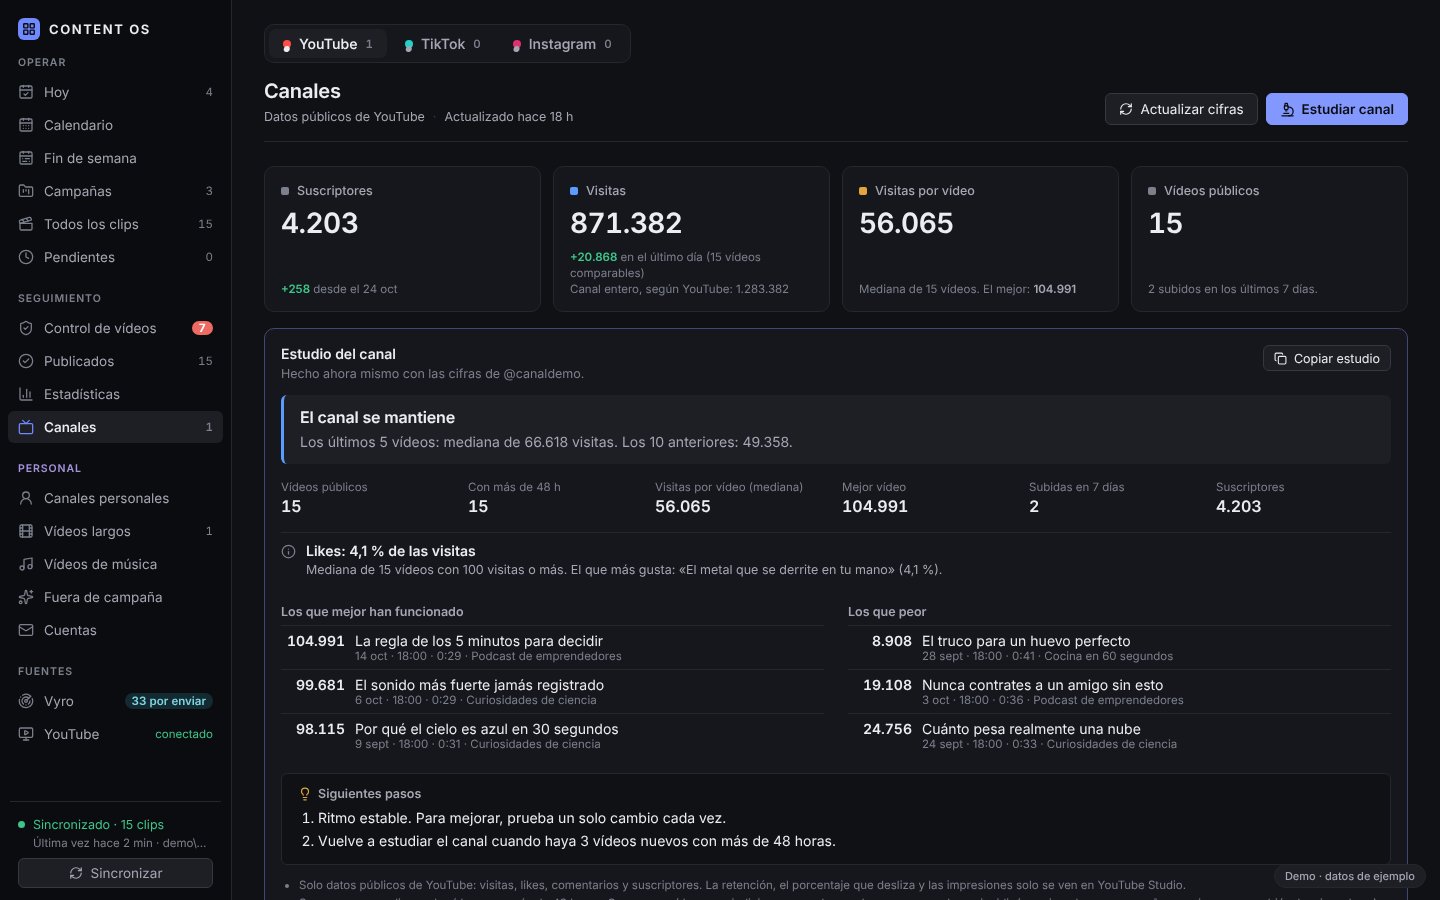 CONTENT OS
OPERAR
Hoy 4
Calendario
Fin de semana
Campañas 3
Todos los clips 15
Pendientes 0
SEGUIMIENTO
Control de vídeos 7
Publicados 15
Estadísticas
Canales 1
PERSONAL
Canales personales
Vídeos largos 1
Vídeos de música
Fuera de campaña
Cuentas
FUENTES
Vyro 33 por enviar
YouTube conectado
Sincronizado · 15 clips
Última vez hace 2 min · demo\...
Sincronizar
YouTube 1 TikTok 0 Instagram 0
Canales
Datos públicos de YouTube · Actualizado hace 18 h
Actualizar cifras
Estudiar canal
Suscriptores
4.203
+258 desde el 24 oct
Visitas
871.382
+20.868 en el último día (15 vídeos
comparables)
Canal entero, según YouTube: 1.283.382
Visitas por vídeo
56.065
Mediana de 15 vídeos. El mejor: 104.991
Vídeos públicos
15
2 subidos en los últimos 7 días.
Estudio del canal
Hecho ahora mismo con las cifras de @canaldemo.
Copiar estudio
El canal se mantiene
Los últimos 5 vídeos: mediana de 66.618 visitas. Los 10 anteriores: 49.358.
Vídeos públicos
15
Con más de 48 h
15
Visitas por vídeo (mediana)
56.065
Mejor vídeo
104.991
Subidas en 7 días
2
Suscriptores
4.203
Likes: 4,1 % de las visitas
Mediana de 15 vídeos con 100 visitas o más. El que más gusta: «El metal que se derrite en tu mano» (4,1 %).
Los que mejor han funcionado
104.991 La regla de los 5 minutos para decidir
14 oct · 18:00 · 0:29 · Podcast de emprendedores
99.681 El sonido más fuerte jamás registrado
6 oct · 18:00 · 0:29 · Curiosidades de ciencia
98.115 Por qué el cielo es azul en 30 segundos
9 sept · 18:00 · 0:31 · Curiosidades de ciencia
Los que peor
8.908 El truco para un huevo perfecto
28 sept · 18:00 · 0:41 · Cocina en 60 segundos
19.108 Nunca contrates a un amigo sin esto
3 oct · 18:00 · 0:36 · Podcast de emprendedores
24.756 Cuánto pesa realmente una nube
24 sept · 18:00 · 0:33 · Curiosidades de ciencia
Siguientes pasos
1. Ritmo estable. Para mejorar, prueba un solo cambio cada vez.
2. Vuelve a estudiar el canal cuando haya 3 vídeos nuevos con más de 48 horas.
• Solo datos públicos de YouTube: visitas, likes, comentarios y suscriptores. La retención, el porcentaje que desliza y las impresiones solo se ven en YouTube Studio.
Demo · datos de ejemplo